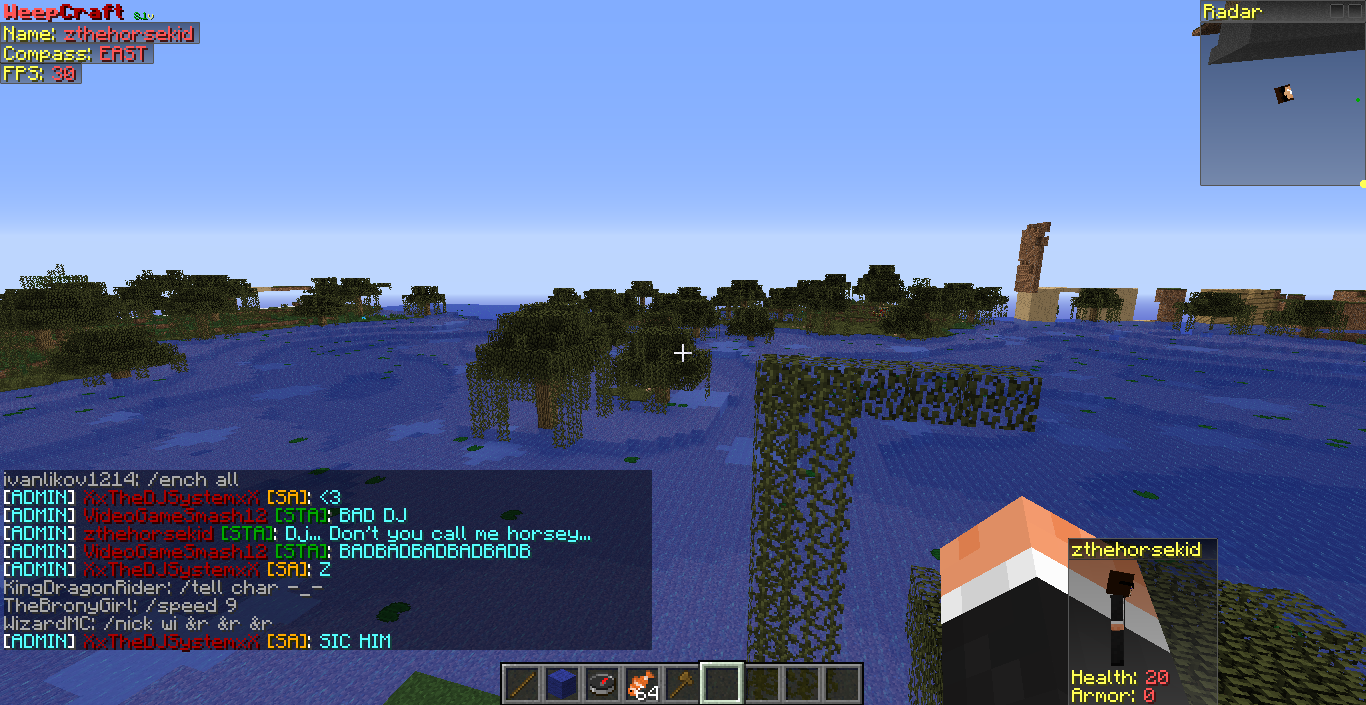 WeepCraft 8.1v
Name: zthehorsekid
Compass: EAST
FPS: 30
Radar
ivanlikov1214: /ench all
[ADMIN] XxTheDJSystemxX [SA]: <3
[ADMIN] VideoGameSmash12 [STA]: BAD DJ
[ADMIN] zthehorsekid [STA]: Dj... Don't you call me horsey...
[ADMIN] VideoGameSmash12 [STA]: BADBADBADBADBADB
[ADMIN] XxTheDJSystemxX [SA]: Z
KingDragonRider: /tell char -_-
TheBronyGirl: /speed 9
WizardMC: /nick wi &r &r &r
[ADMIN] XxTheDJSystemxX [SA]: SIC HIM
64
zthehorsekid
Health: 20
Armor: 0